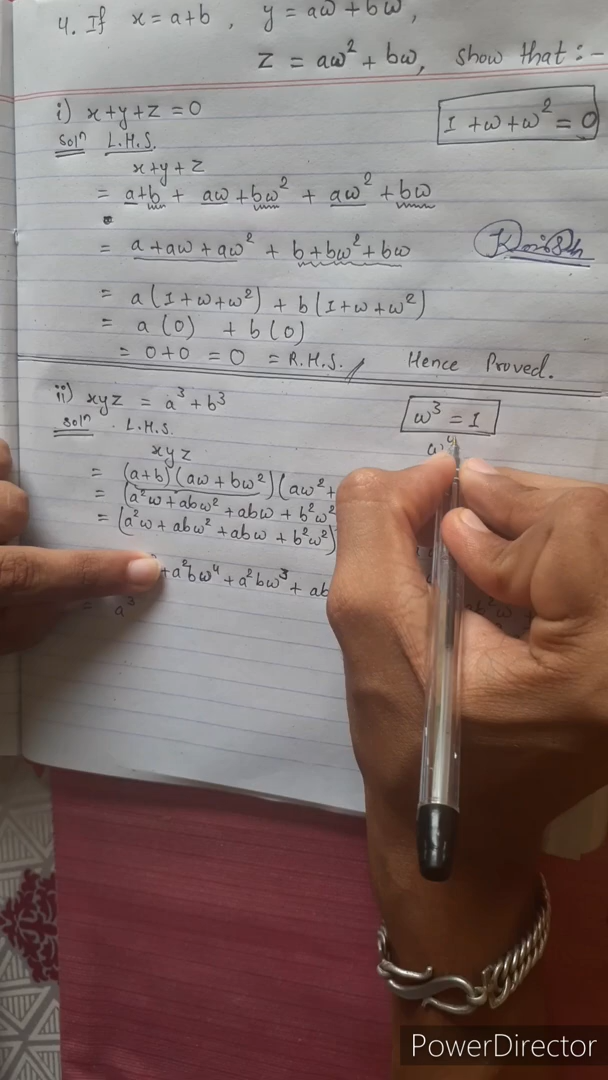 4. If x = a+b , y = aω + bω² ,
z = aω² + bω, show that :-
i) x+y+z = 0
1 + ω + ω² = 0
Solⁿ L.H.S.
x+y+z
= a+b + aω + bω² + aω² + bω
= a + aω + aω² + b + bω² + bω
= a(1+ω+ω²) + b(1+ω+ω²)
= a(0) + b(0)
= 0+0 = 0 = R.H.S. Hence Proved.
ii) xyz = a³ + b³
ω³ = 1
Solⁿ . L.H.S.
ω⁴
xyz
= (a+b)(aω + bω²)(aω²+
= (a²ω + abω² + abω + b²ω²
= (a²ω + abω² + abω + b²ω²)
+a²bω⁴ + a²bω³ + ab
= a³
PowerDirector